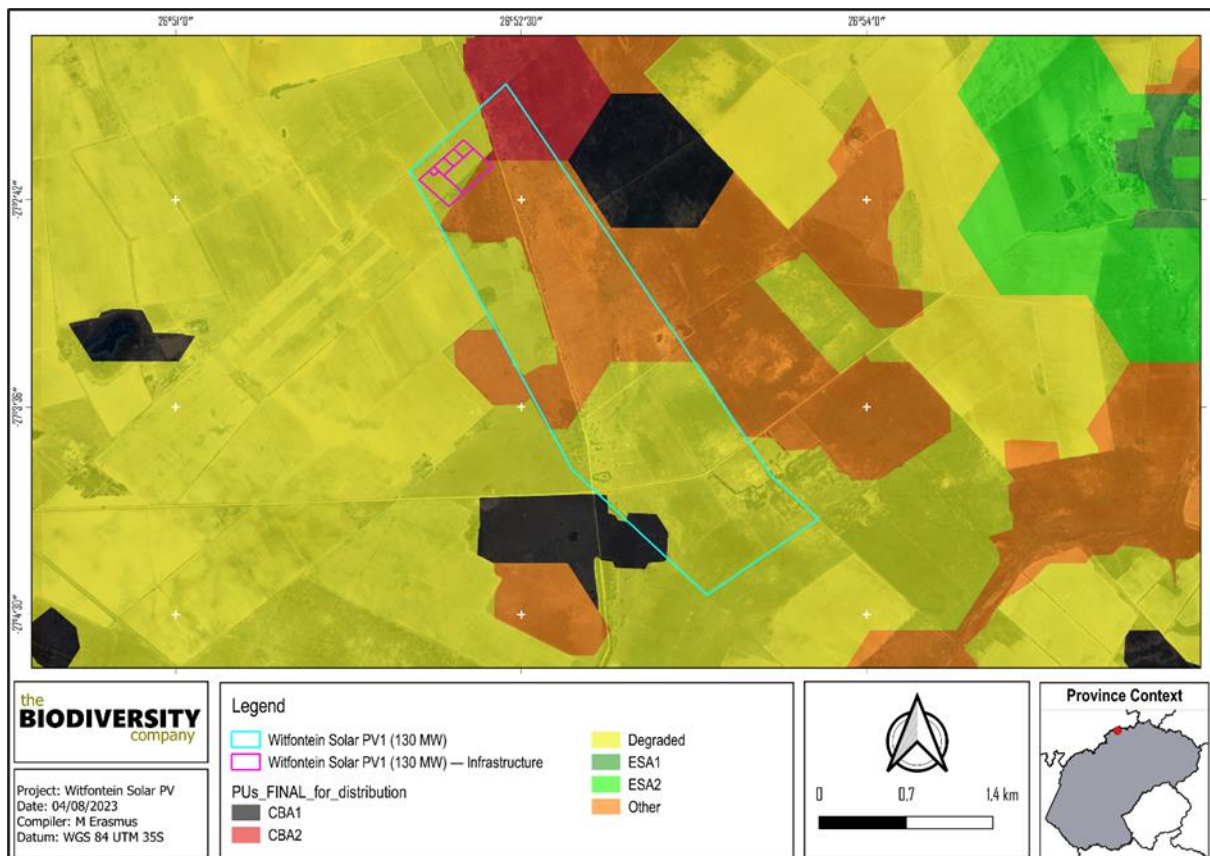 26°51'0" 26°52'30" 26°54'0"
-27°2'42"
-27°3'36"
-27°4'30"
the
BIODIVERSITY
company
Project: Witfontein Solar PV
Date: 04/08/2023
Compiler: M Erasmus
Datum: WGS 84 UTM 35S
Legend
Witfontein Solar PV1 (130 MW)
Witfontein Solar PV1 (130 MW) — Infrastructure
PUs_FINAL_for_distribution
CBA1
CBA2
Degraded
ESA1
ESA2
Other
0 0,7 1,4 km
Province Context